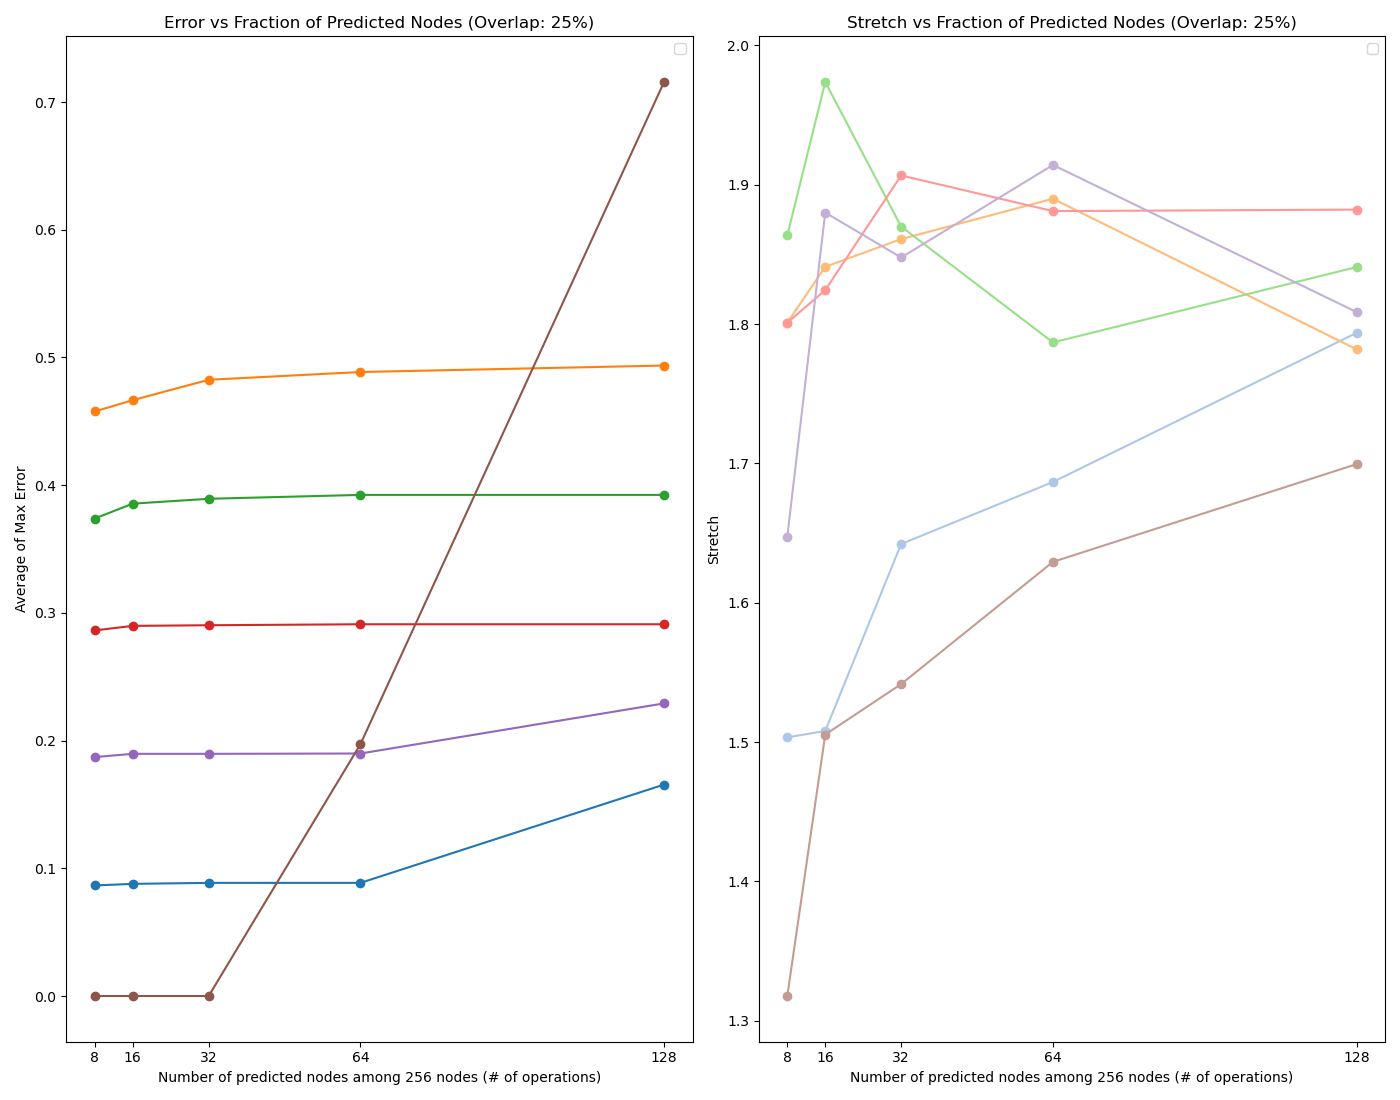 Error vs Fraction of Predicted Nodes (Overlap: 25%)
0.7
0.6
0.5
0.4
0.3
0.2
0.1
0.0
Average of Max Error
8 16 32 64 128
Number of predicted nodes among 256 nodes (# of operations)
Stretch vs Fraction of Predicted Nodes (Overlap: 25%)
2.0
1.9
1.8
1.7
1.6
1.5
1.4
1.3
Stretch
8 16 32 64 128
Number of predicted nodes among 256 nodes (# of operations)